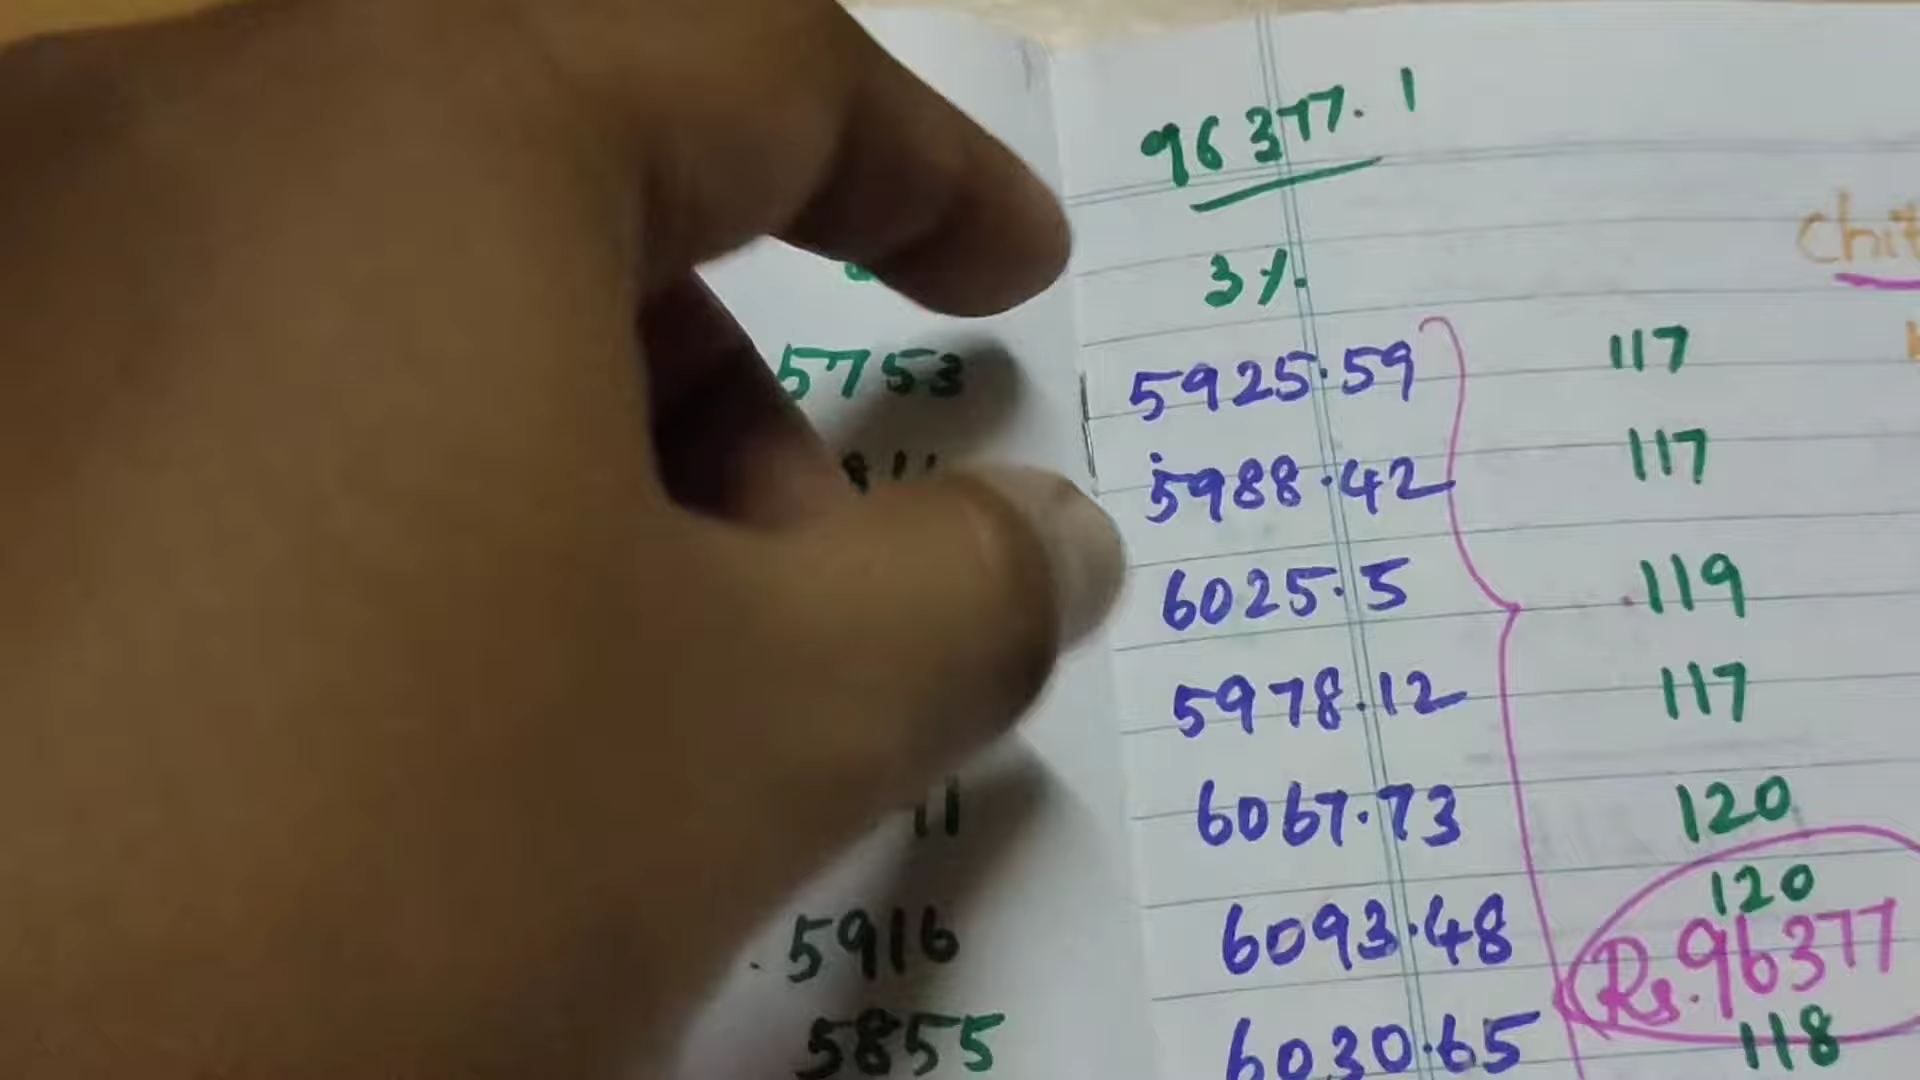 96377.1
3%.
5753 5925.59 117
5988.42 117
6025.5 119
5978.12 117
6067.73 120
120
5916 6093.48 Rs.96377
5855 6030.65 118